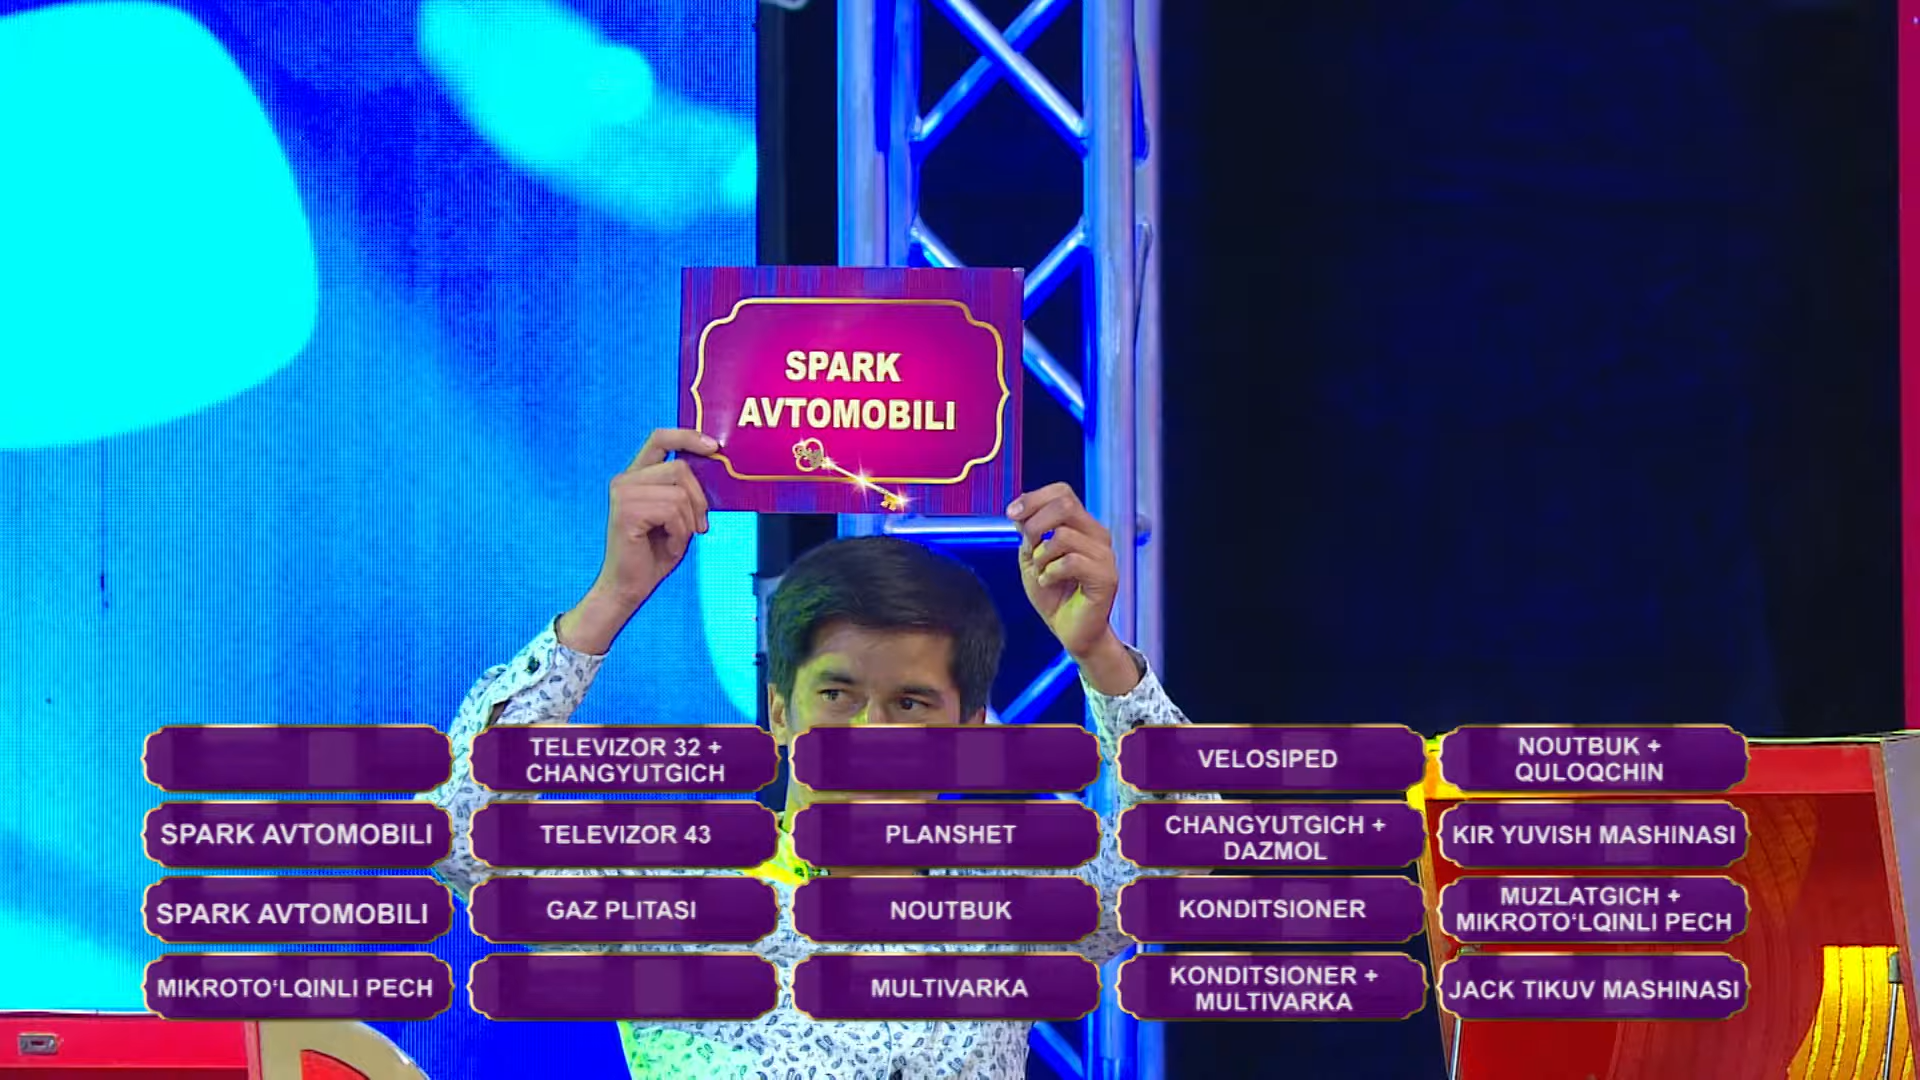 SPARK
AVTOMOBILI
TELEVIZOR 32 +
CHANGYUTGICH
VELOSIPED
NOUTBUK +
QULOQCHIN
SPARK AVTOMOBILI
TELEVIZOR 43
PLANSHET
CHANGYUTGICH +
DAZMOL
KIR YUVISH MASHINASI
SPARK AVTOMOBILI
GAZ PLITASI
NOUTBUK
KONDITSIONER
MUZLATGICH +
MIKROTO‘LQINLI PECH
MIKROTO‘LQINLI PECH
MULTIVARKA
KONDITSIONER +
MULTIVARKA
JACK TIKUV MASHINASI